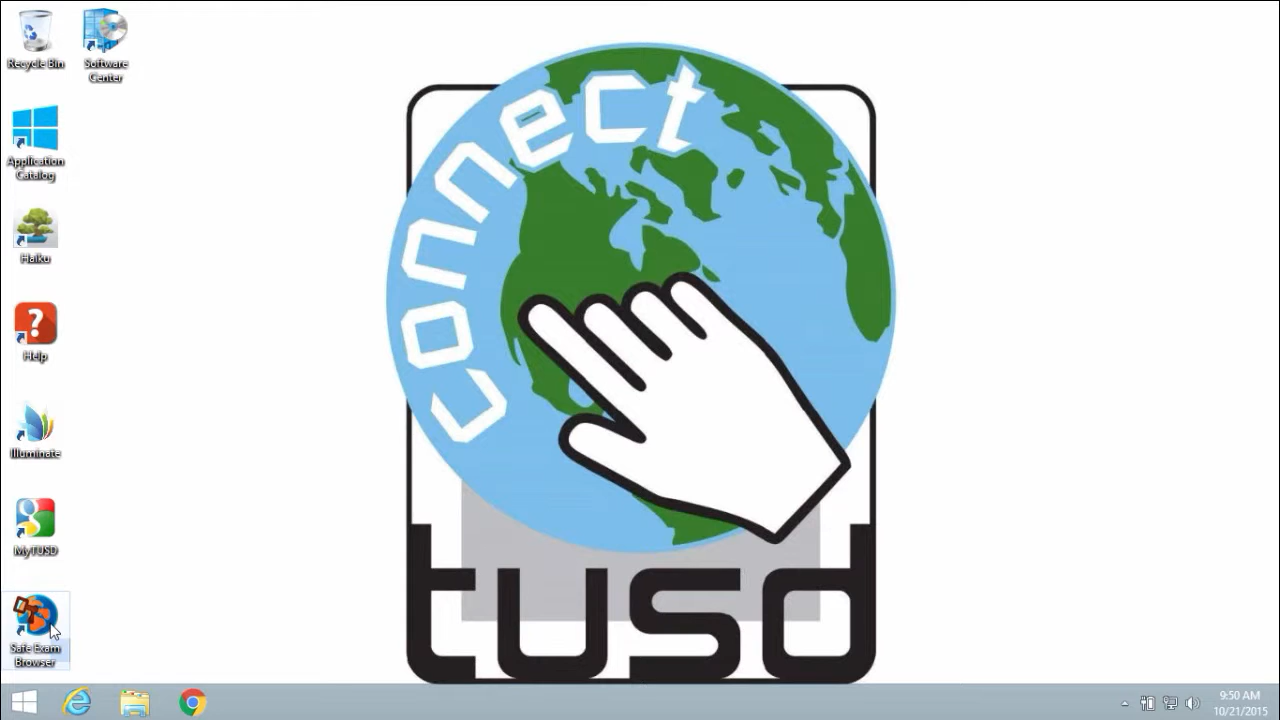 Recycle Bin
Software
Center
Application
Catalog
Haiku
Help
Illuminate
MyTUSD
Safe Exam
Browser
connect
tusd
9:50 AM
10/21/2015